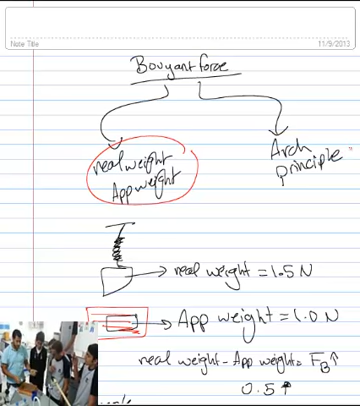 Note Title
11/9/2013
Bouyant force
real weight
App weight
Arch
principle
real weight = 1.5 N
App weight = 1.0 N
real weight - App weight = FB ↑
0.5 ↑